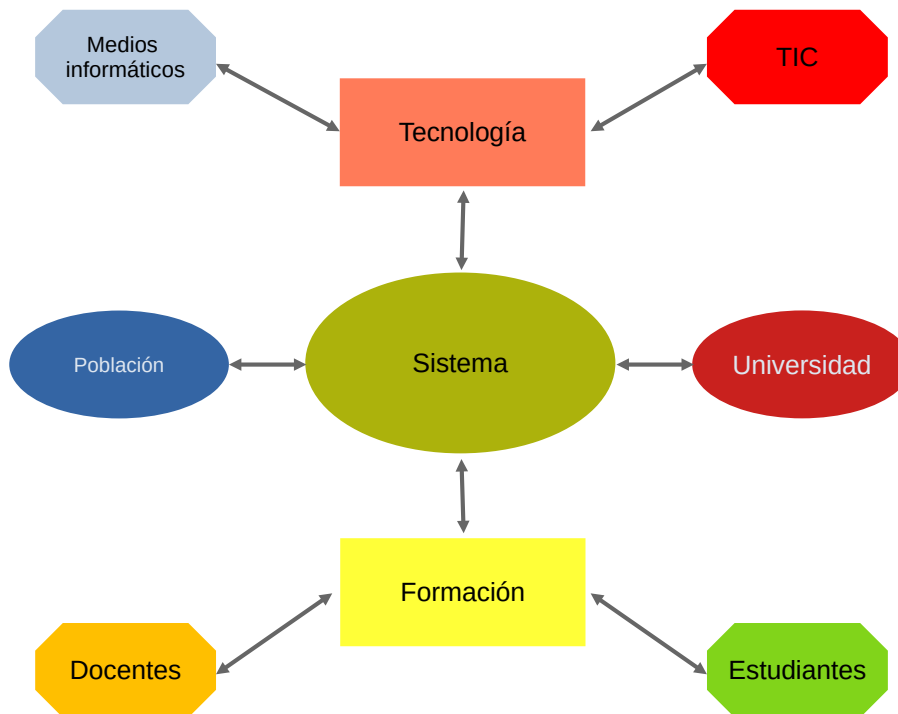 Medios
informáticos
TIC
Tecnología
Población
Sistema
Universidad
Formación
Docentes
Estudiantes